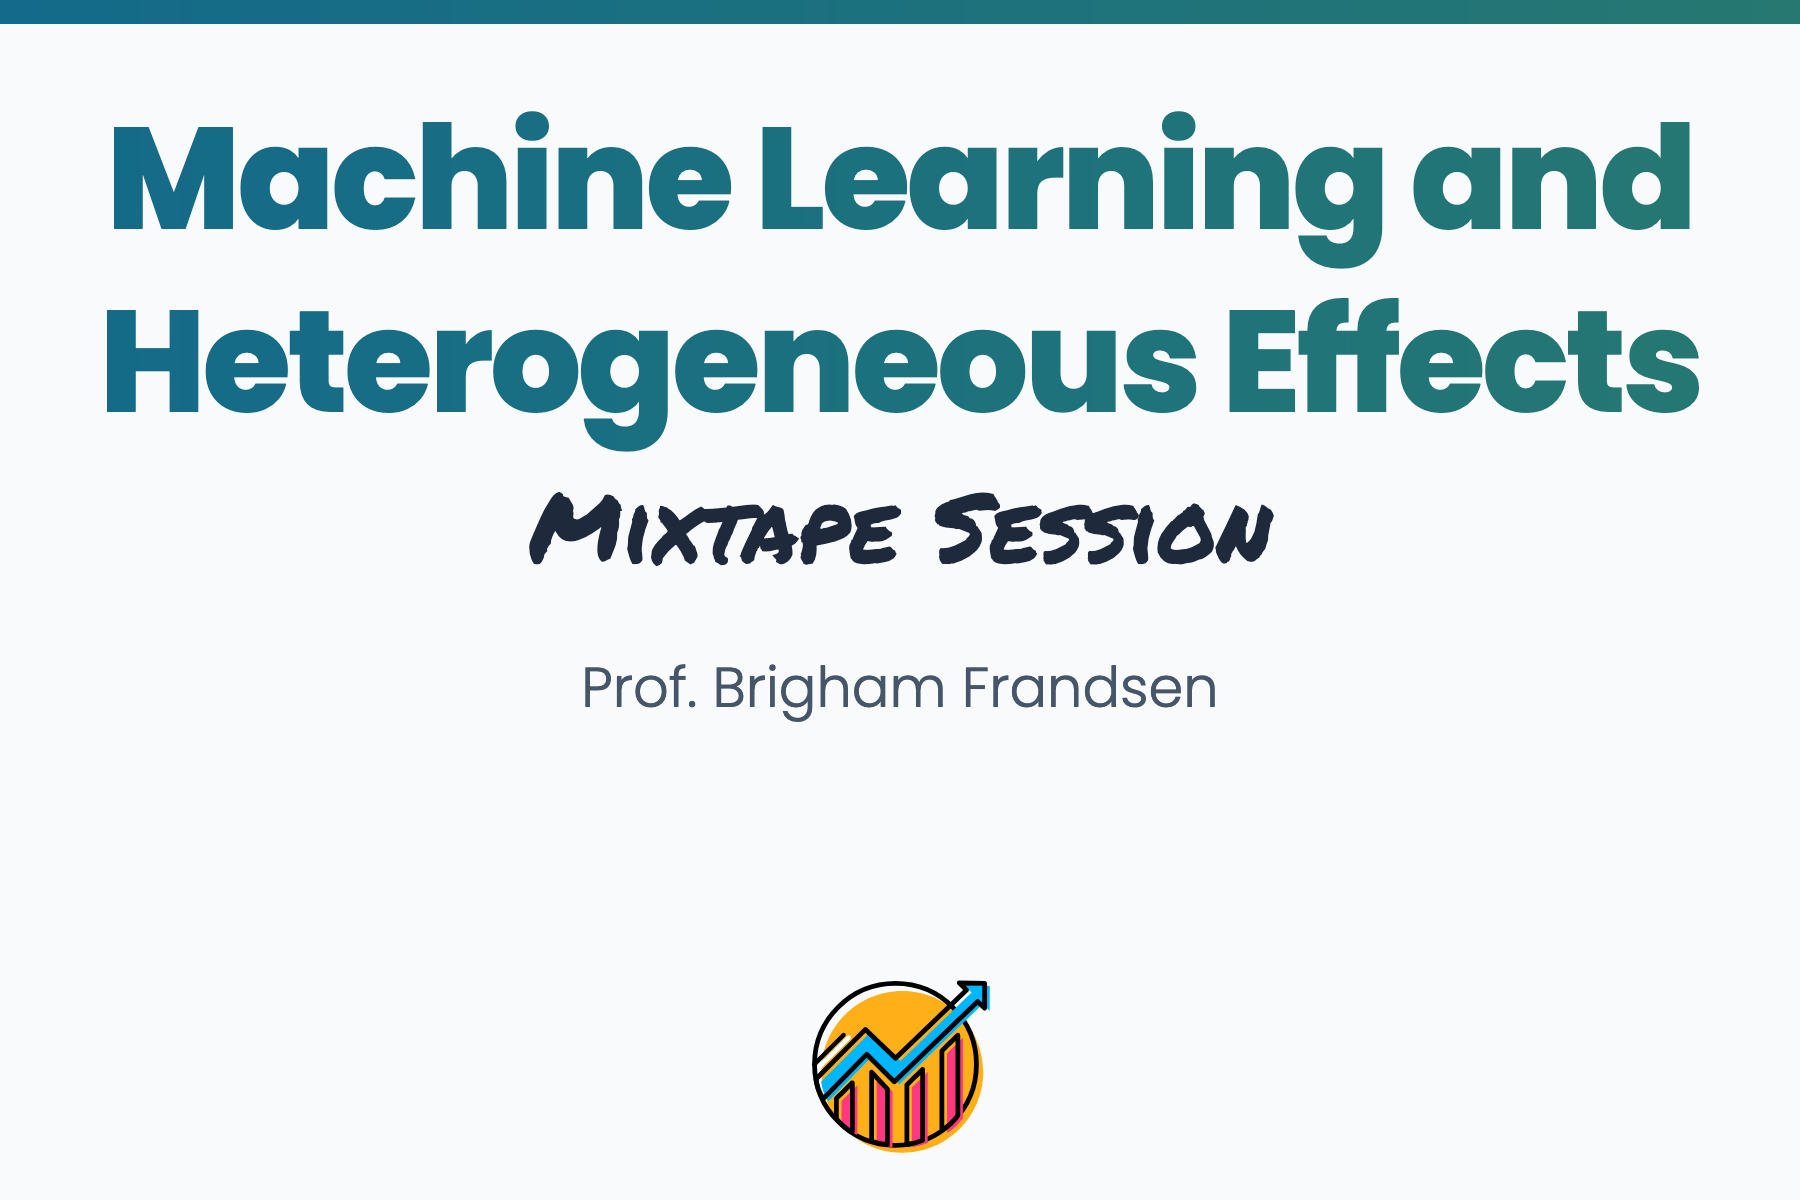 Machine Learning and
Heterogeneous Effects
Mixtape Session
Prof. Brigham Frandsen